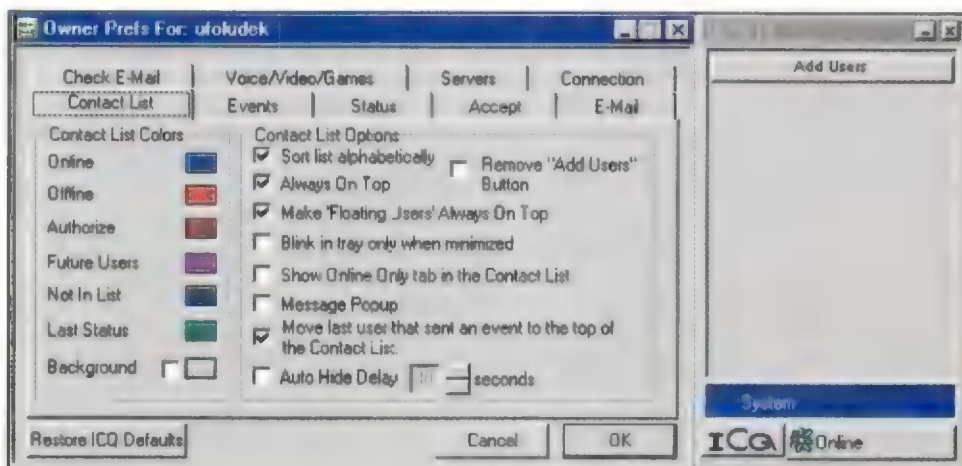 Owner Prefs For: ufoludek
Check E-Mail Voice/Video/Games Servers Connection
Contact List Events Status Accept E-Mail
Contact List Colors
Online
Offline
Authorize
Future Users
Not In List
Last Status
Background
Contact List Options
Sort list alphabetically
Remove "Add Users" Button
Always On Top
Make 'Floating Users' Always On Top
Blink in tray only when minimized
Show Online Only tab in the Contact List
Message Popup
Move last user that sent an event to the top of
the Contact List.
Auto Hide Delay seconds
Restore ICQ Defaults Cancel OK
Add Users
System
ICQ Online